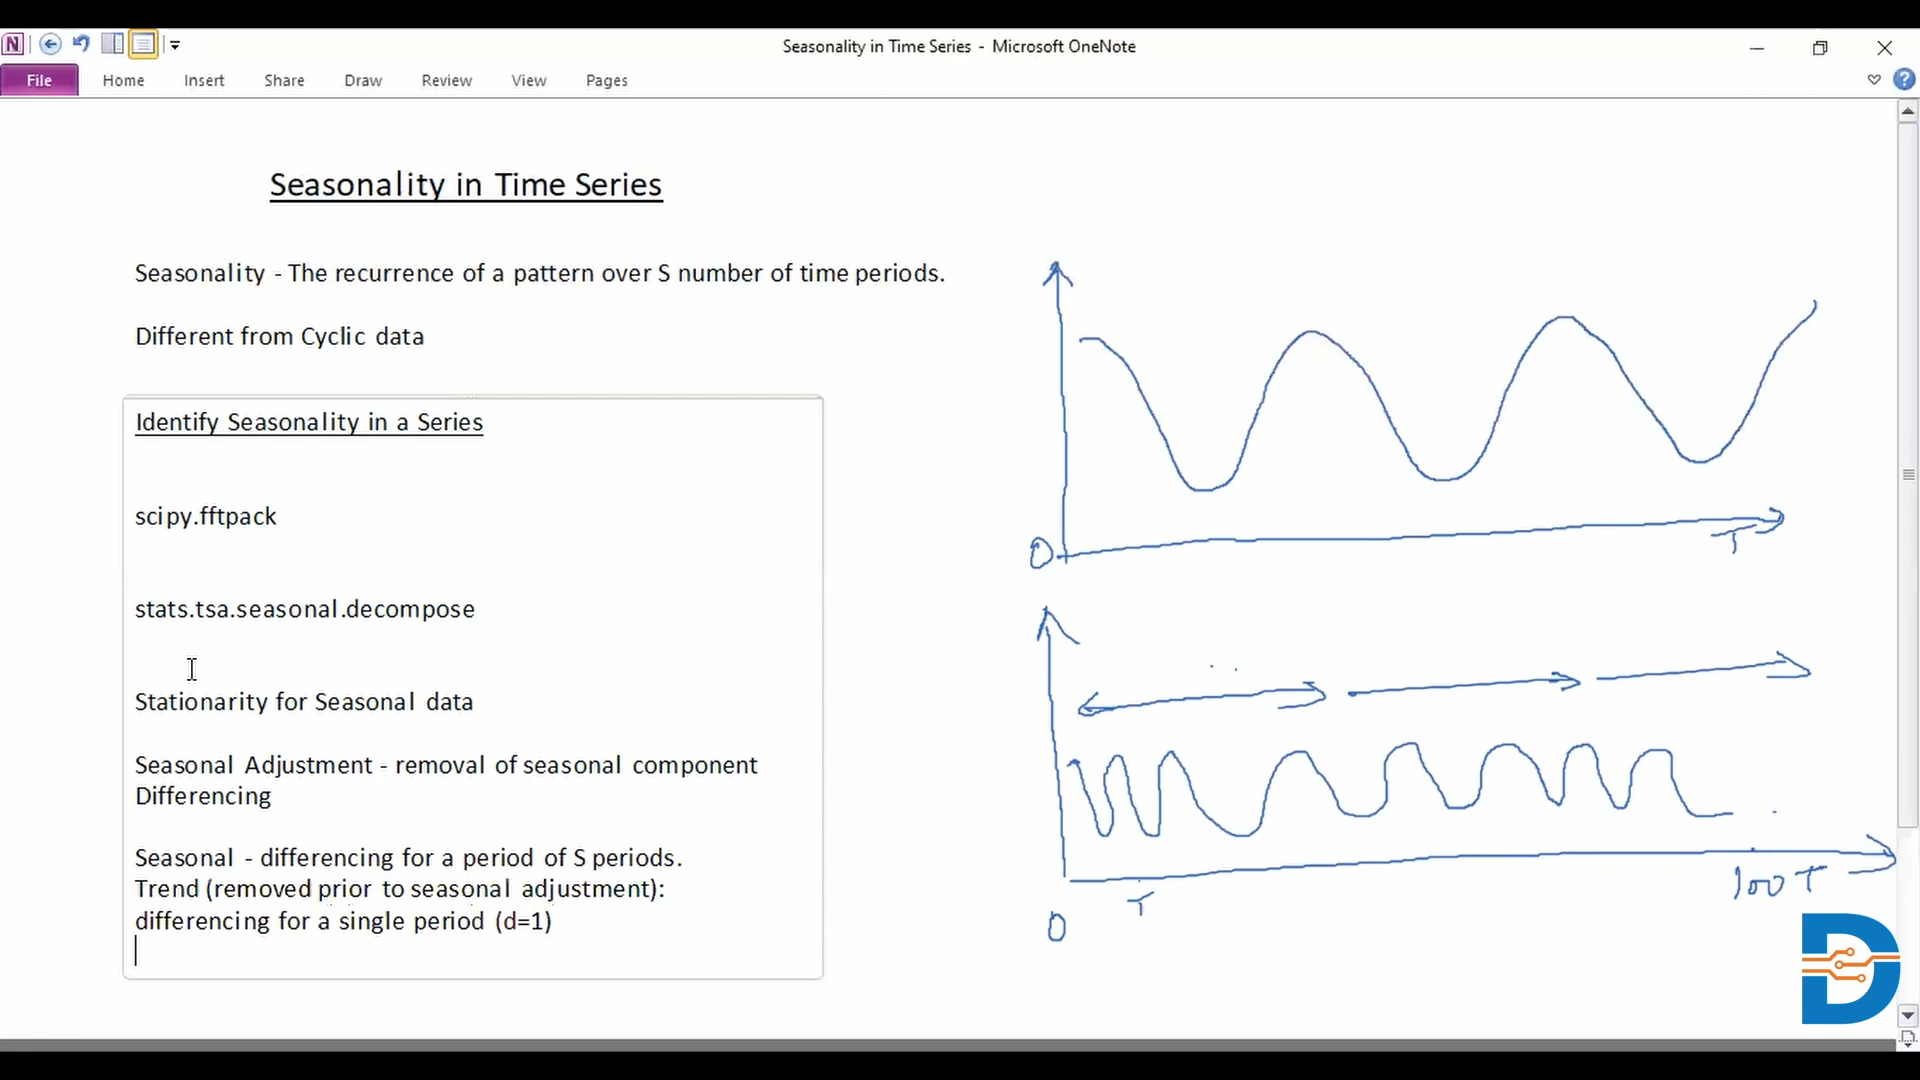 Seasonality in Time Series - Microsoft OneNote
File Home Insert Share Draw Review View Pages
Seasonality in Time Series
Seasonality - The recurrence of a pattern over S number of time periods.
Different from Cyclic data
Identify Seasonality in a Series
scipy.fftpack
stats.tsa.seasonal.decompose
Stationarity for Seasonal data
Seasonal Adjustment - removal of seasonal component
Differencing
Seasonal - differencing for a period of S periods.
Trend (removed prior to seasonal adjustment):
differencing for a single period (d=1)
0
T
0
T
100 T
D